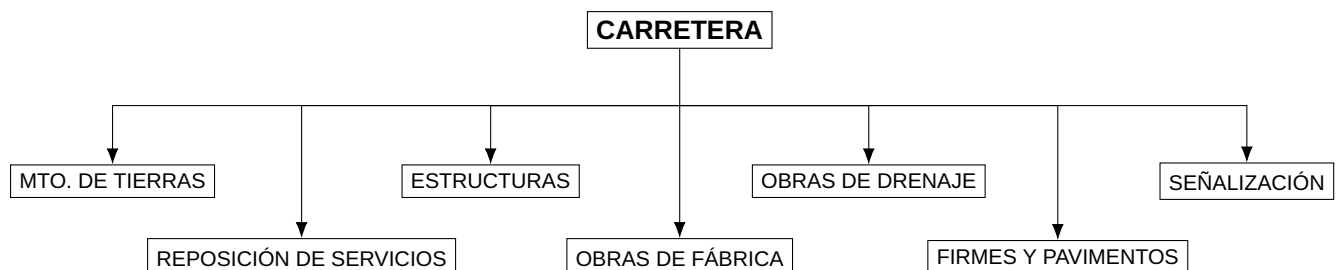 CARRETERA
MTO. DE TIERRAS
ESTRUCTURAS
OBRAS DE DRENAJE
SEÑALIZACIÓN
REPOSICIÓN DE SERVICIOS
OBRAS DE FÁBRICA
FIRMES Y PAVIMENTOS